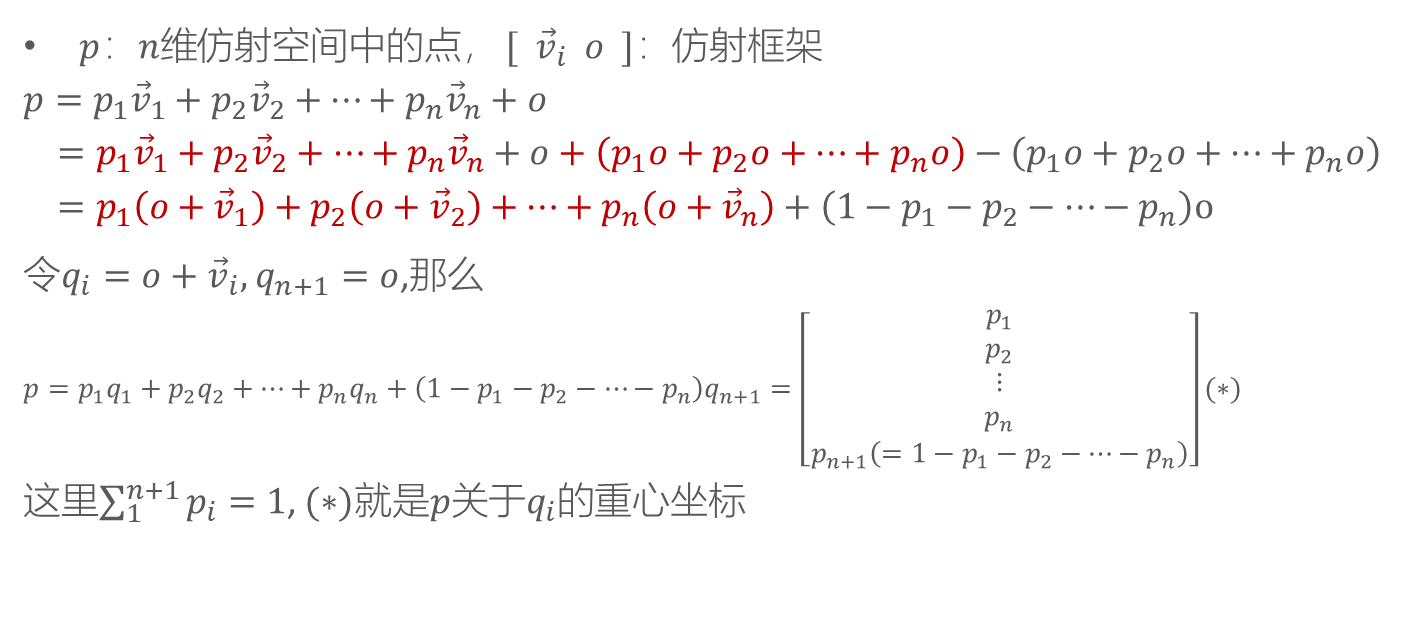 • p：n维仿射空间中的点，[ v⃗ᵢ o ]：仿射框架
p = p₁v⃗₁ + p₂v⃗₂ + ⋯ + pₙv⃗ₙ + o
= p₁v⃗₁ + p₂v⃗₂ + ⋯ + pₙv⃗ₙ + o + (p₁o + p₂o + ⋯ + pₙo) − (p₁o + p₂o + ⋯ + pₙo)
= p₁(o + v⃗₁) + p₂(o + v⃗₂) + ⋯ + pₙ(o + v⃗ₙ) + (1 − p₁ − p₂ − ⋯ − pₙ)o
令qᵢ = o + v⃗ᵢ, qₙ₊₁ = o,那么
p = p₁q₁ + p₂q₂ + ⋯ + pₙqₙ + (1 − p₁ − p₂ − ⋯ − pₙ)qₙ₊₁ =
p₁
p₂
⋮
pₙ
pₙ₊₁(= 1 − p₁ − p₂ − ⋯ − pₙ)
(∗)
这里∑₁ⁿ⁺¹ pᵢ = 1, (∗)就是p关于qᵢ的重心坐标